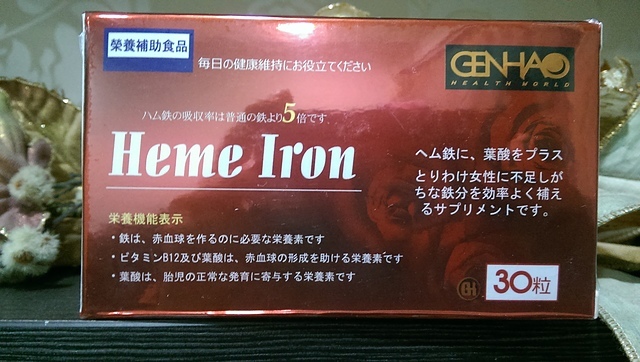 榮養補助食品
毎日の健康維持にお役立てください
GENHAO
HEALTH WORLD
ハム鉄の吸収率は普通の鉄より5倍です
Heme Iron
ヘム鉄に、葉酸をプラス
とりわけ女性に不足しが
ちな鉄分を効率よく補え
るサプリメントです。
栄養機能表示
・鉄は、赤血球を作るのに必要な栄養素です
・ビタミンB12及び葉酸は、赤血球の形成を助ける栄養素です
・葉酸は、胎児の正常な発育に寄与する栄養素です
30粒